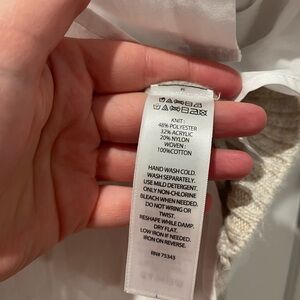 KNIT :
48% POLYESTER
32% ACRYLIC
20% NYLON
WOVEN :
100%COTTON
HAND WASH COLD.
WASH SEPARATELY.
USE MILD DETERGENT.
ONLY NON-CHLORINE
BLEACH WHEN NEEDED.
DO NOT WRING OR
TWIST.
RESHAPE WHILE DAMP.
DRY FLAT.
LOW IRON IF NEEDED.
IRON ON REVERSE.
RN# 75343